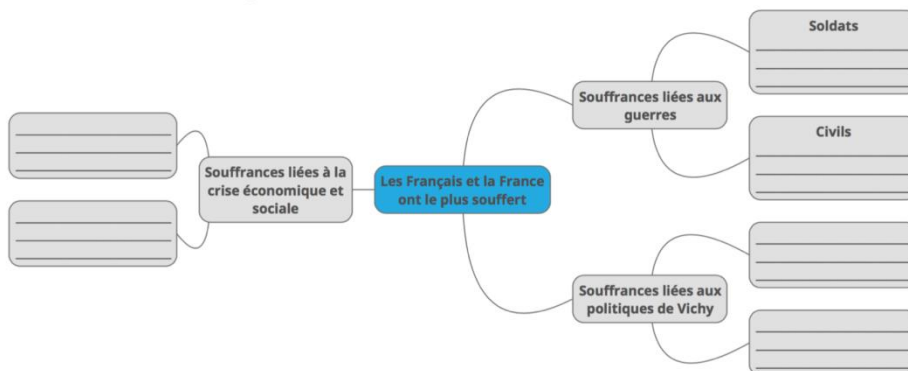 Soldats
Souffrances liées aux
guerres
Civils
Souffrances liées à la
crise économique et
sociale
Les Français et la France
ont le plus souffert
Souffrances liées aux
politiques de Vichy